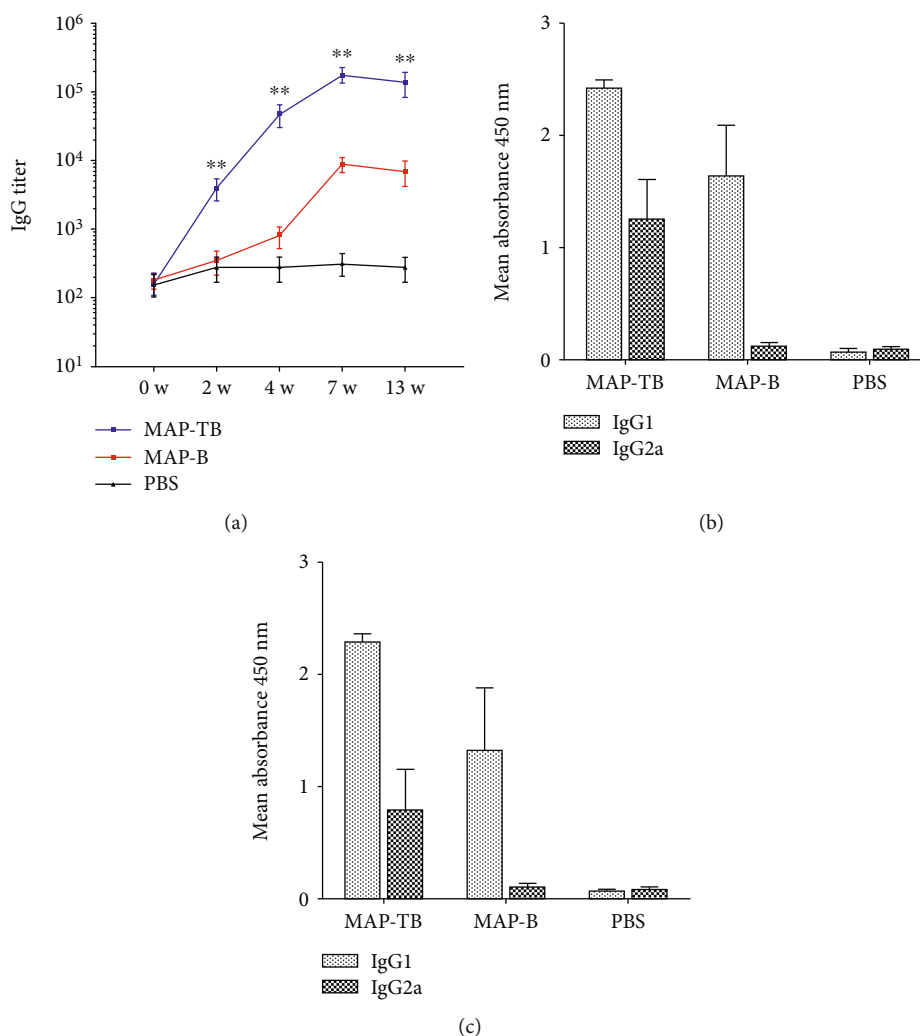 10⁶
10⁵
10⁴
10³
10²
10¹
IgG titer
**
**
**
**
0 w 2 w 4 w 7 w 13 w
MAP-TB
MAP-B
PBS
(a)
3
2
1
0
Mean absorbance 450 nm
MAP-TB MAP-B PBS
IgG1
IgG2a
(b)
3
2
1
0
Mean absorbance 450 nm
MAP-TB MAP-B PBS
IgG1
IgG2a
(c)